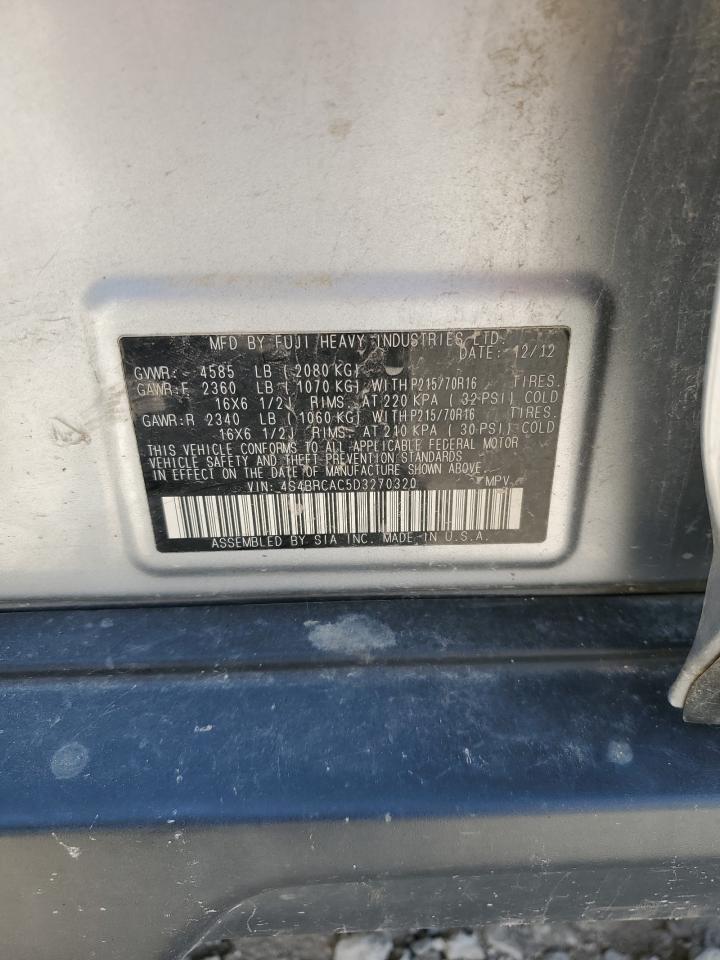 MFD BY FUJI HEAVY INDUSTRIES LTD.
DATE: 12/12
GVWR: 4585 LB (2080 KG)
GAWR:F 2360 LB (1070 KG) WITH P215/70R16 TIRES.
16X6 1/2J RIMS. AT 220 KPA (32 PSI) COLD
GAWR:R 2340 LB (1060 KG) WITH P215/70R16 TIRES.
16X6 1/2J RIMS. AT 210 KPA (30 PSI) COLD
THIS VEHICLE CONFORMS TO ALL APPLICABLE FEDERAL MOTOR
VEHICLE SAFETY AND THEFT PREVENTION STANDARDS
IN EFFECT ON THE DATE OF MANUFACTURE SHOWN ABOVE.
VIN: 4S4BRCAC5D3270320 MPV
ASSEMBLED BY SIA INC. MADE IN U.S.A.